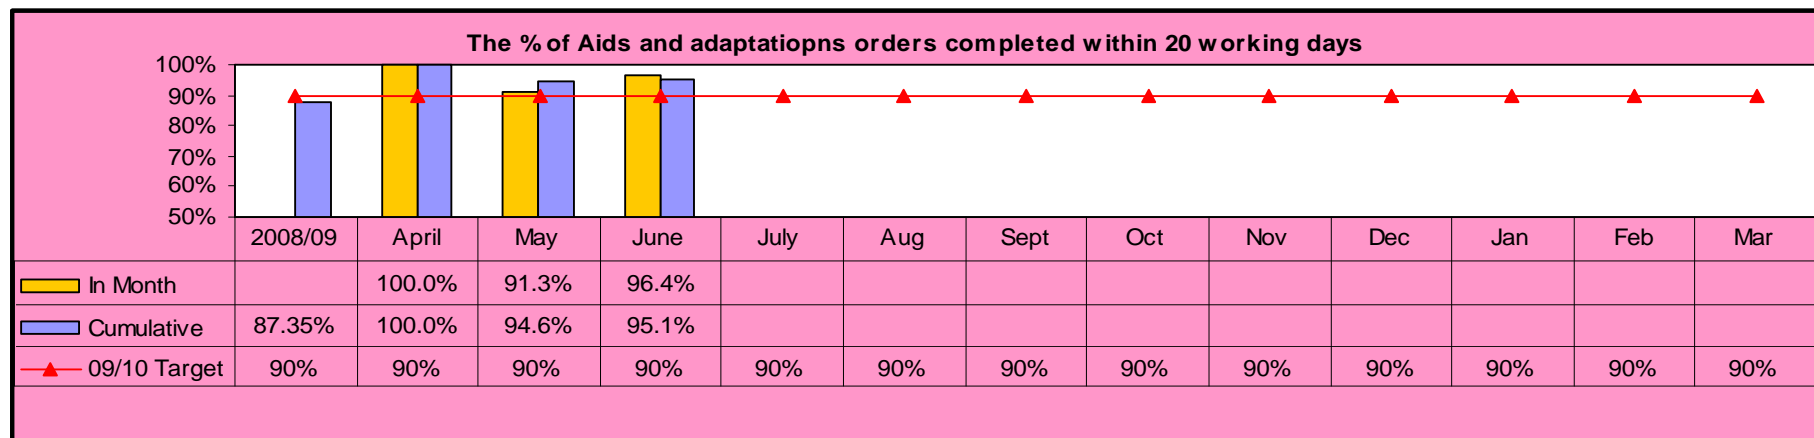 The % of Aids and adaptatiopns orders completed within 20 working days
100%
90%
80%
70%
60%
50%
2008/09 April May June July Aug Sept Oct Nov Dec Jan Feb Mar
In Month 100.0% 91.3% 96.4%
Cumulative 87.35% 100.0% 94.6% 95.1%
09/10 Target 90% 90% 90% 90% 90% 90% 90% 90% 90% 90% 90% 90% 90%